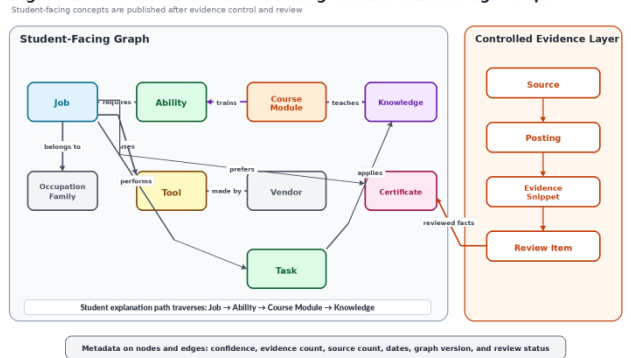 Student-facing concepts are published after evidence control and review
Student-Facing Graph
Controlled Evidence Layer
Job
requires
Ability
trains
Course
Module
teaches
Knowledge
Source
belongs to
uses
Posting
prefers
applies
performs
Occupation
Family
Tool
made by
Vendor
Certificate
Evidence
Snippet
reviewed facts
Review Item
Task
Student explanation path traverses: Job → Ability → Course Module → Knowledge
Metadata on nodes and edges: confidence, evidence count, source count, dates, graph version, and review status